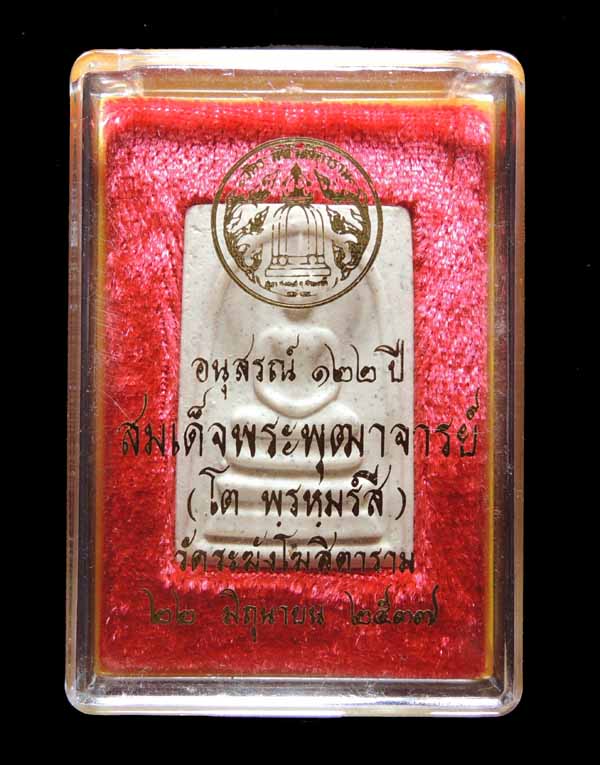 อนุสรณ์ ๑๒๒ ปี
สมเด็จพระพุฒาจารย์
(โต พฺรหฺมรํสี)
วัดระฆังโฆสิตาราม
๒๒ มิถุนายน ๒๕๓๗